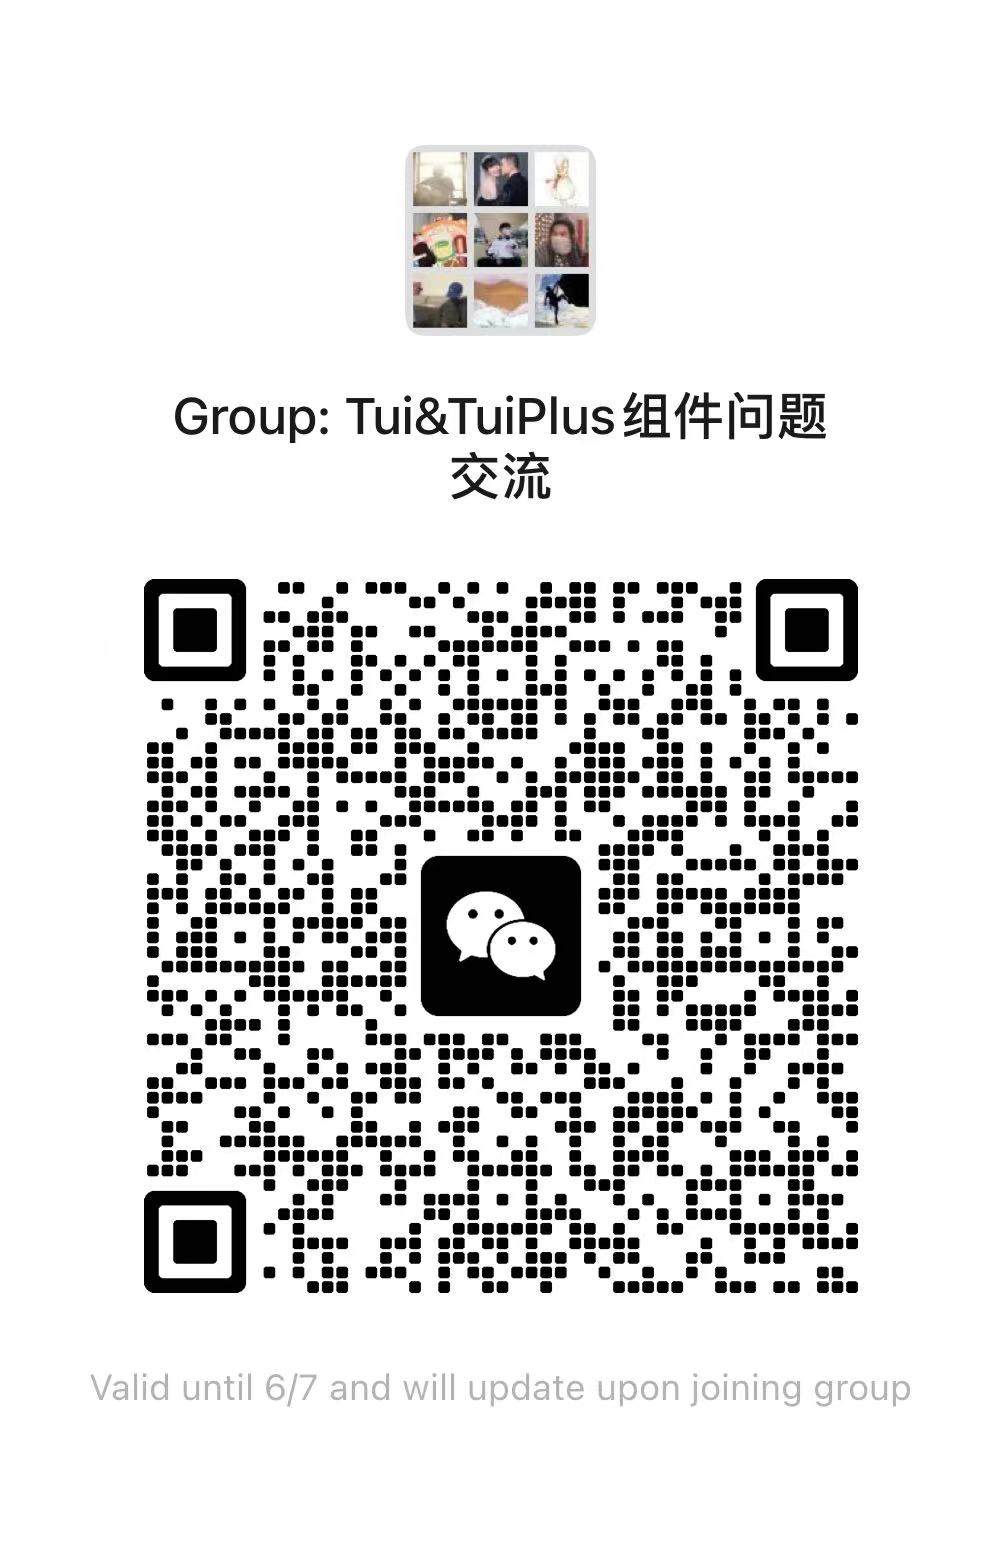 Group: Tui&TuiPlus组件问题
交流
Valid until 6/7 and will update upon joining group